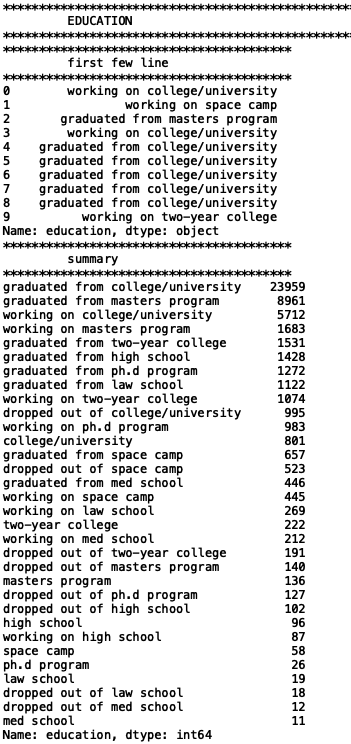 ****************************************************
EDUCATION
****************************************************
*******************************************
first few line
*******************************************
0 working on college/university
1 working on space camp
2 graduated from masters program
3 working on college/university
4 graduated from college/university
5 graduated from college/university
6 graduated from college/university
7 graduated from college/university
8 graduated from college/university
9 working on two-year college
Name: education, dtype: object
*******************************************
summary
*******************************************
graduated from college/university 23959
graduated from masters program 8961
working on college/university 5712
working on masters program 1683
graduated from two-year college 1531
graduated from high school 1428
graduated from ph.d program 1272
graduated from law school 1122
working on two-year college 1074
dropped out of college/university 995
working on ph.d program 983
college/university 801
graduated from space camp 657
dropped out of space camp 523
graduated from med school 446
working on space camp 445
working on law school 269
two-year college 222
working on med school 212
dropped out of two-year college 191
dropped out of masters program 140
masters program 136
dropped out of ph.d program 127
dropped out of high school 102
high school 96
working on high school 87
space camp 58
ph.d program 26
law school 19
dropped out of law school 18
dropped out of med school 12
med school 11
Name: education, dtype: int64